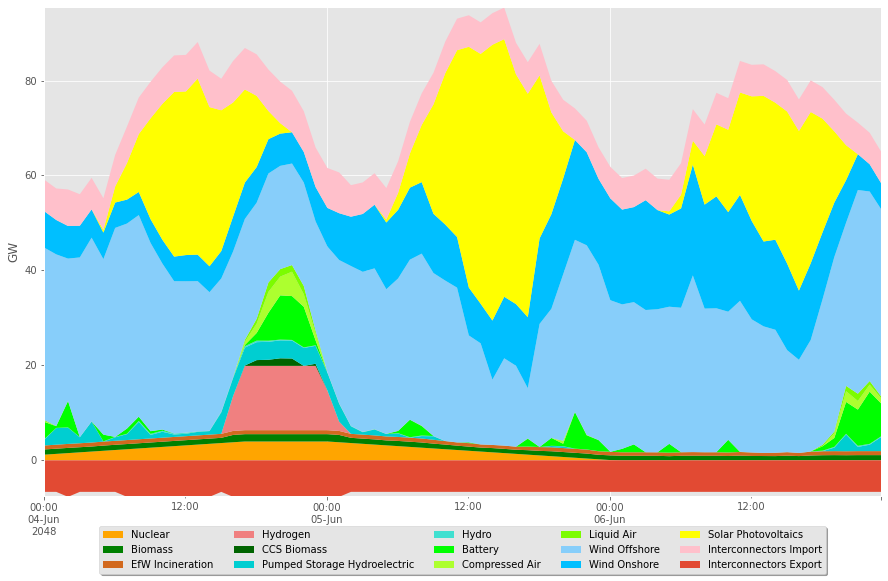 80
60
40
20
0
GW
00:00 12:00 00:00 12:00 00:00 12:00
04-Jun 05-Jun 06-Jun
2048
Nuclear Hydrogen Hydro Liquid Air Solar Photovoltaics
Biomass CCS Biomass Battery Wind Offshore Interconnectors Import
EfW Incineration Pumped Storage Hydroelectric Compressed Air Wind Onshore Interconnectors Export